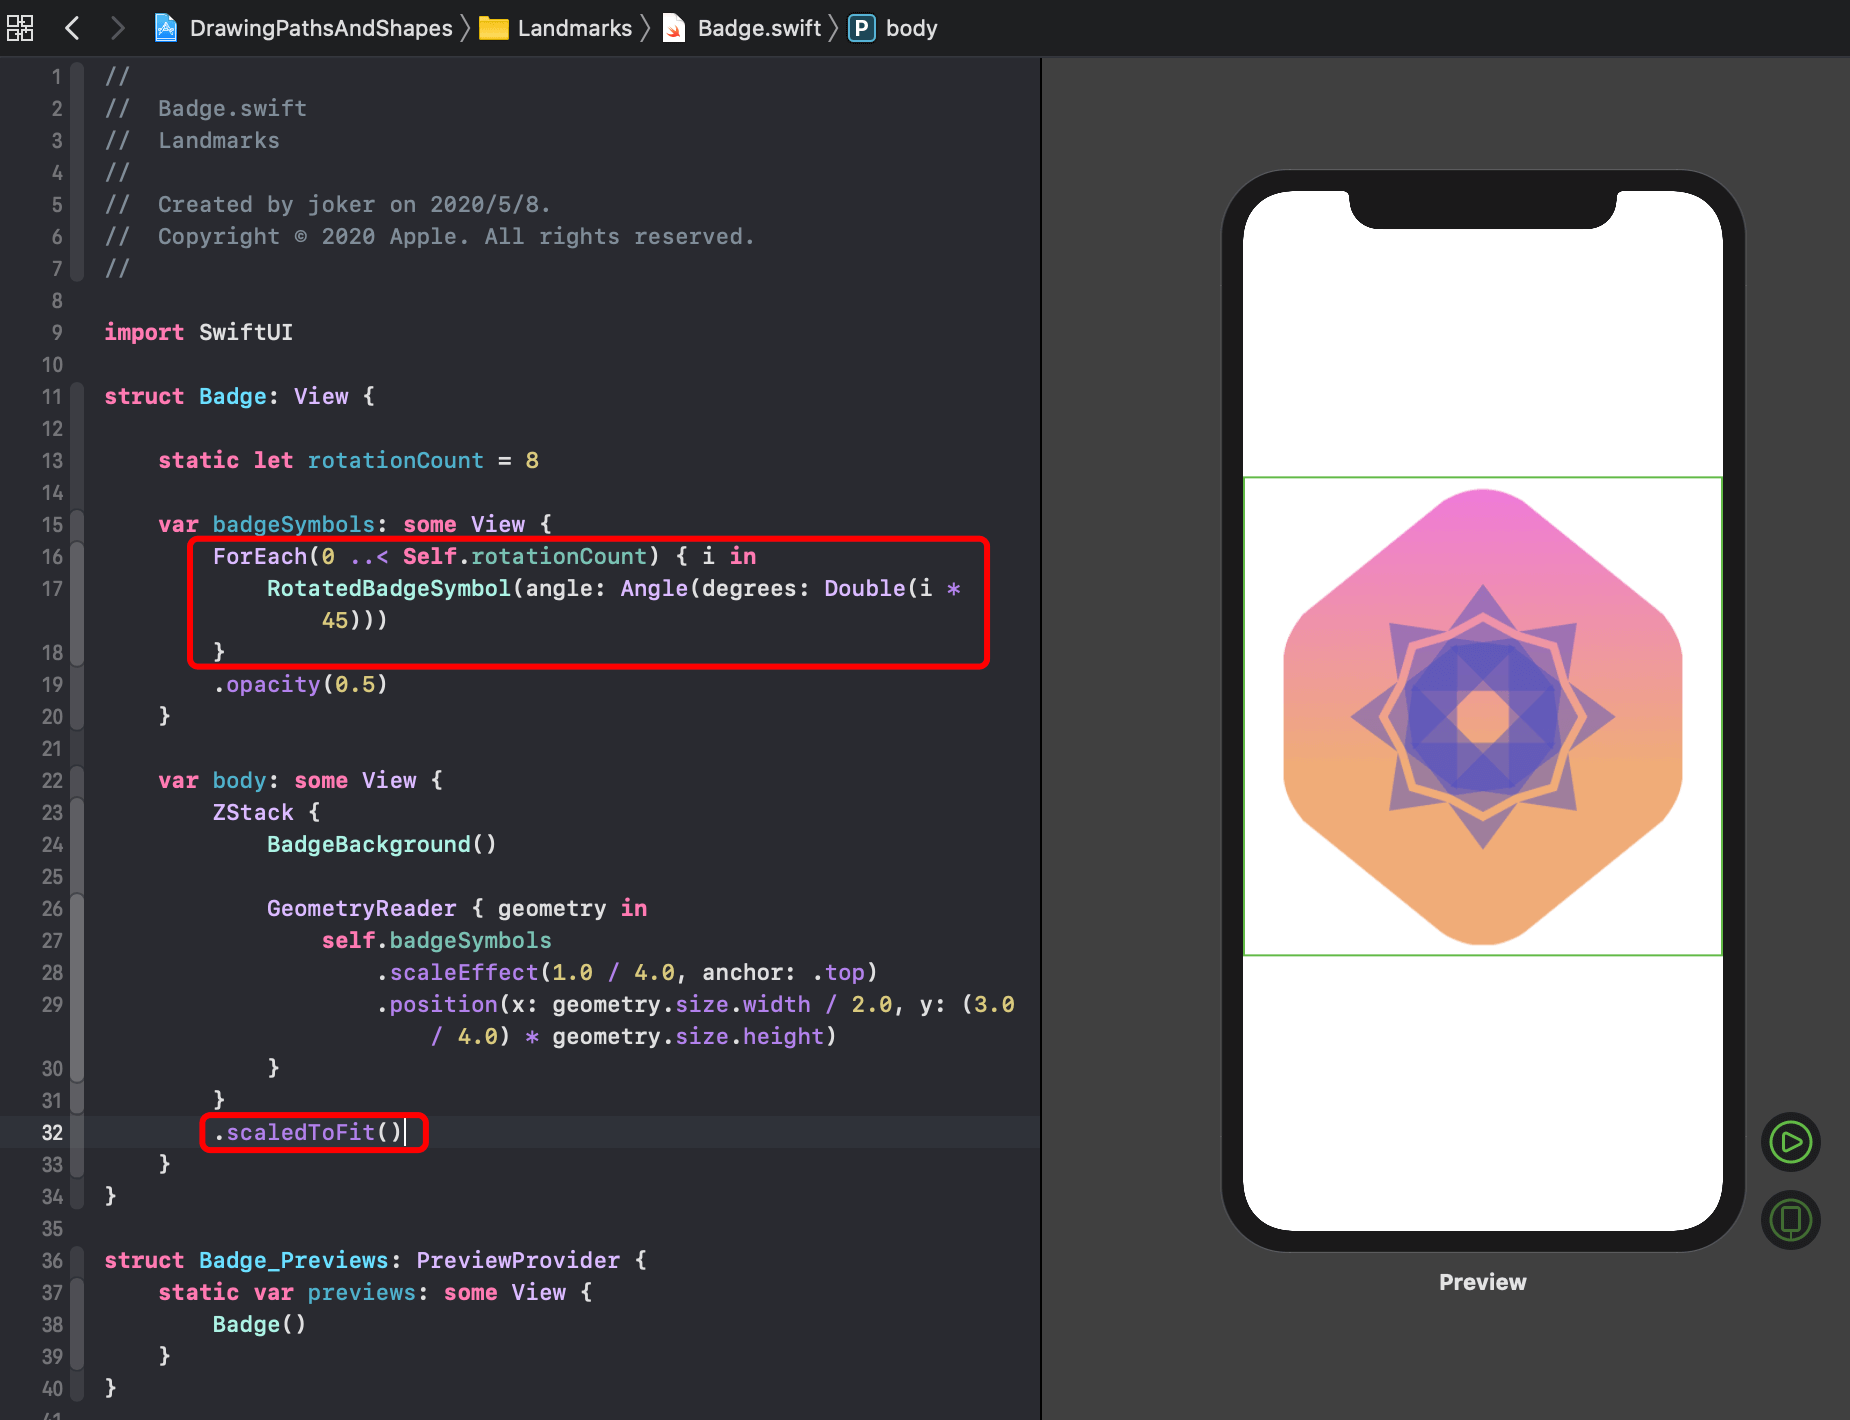 DrawingPathsAndShapes 〉 Landmarks 〉 Badge.swift 〉 P body
1 //
2 //  Badge.swift
3 //  Landmarks
4 //
5 //  Created by joker on 2020/5/8.
6 //  Copyright © 2020 Apple. All rights reserved.
7 //
8
9 import SwiftUI
10
11 struct Badge: View {
12
13     static let rotationCount = 8
14
15     var badgeSymbols: some View {
16         ForEach(0 ..< Self.rotationCount) { i in
17             RotatedBadgeSymbol(angle: Angle(degrees: Double(i *
                45)))
18         }
19         .opacity(0.5)
20     }
21
22     var body: some View {
23         ZStack {
24             BadgeBackground()
25
26             GeometryReader { geometry in
27                 self.badgeSymbols
28                     .scaleEffect(1.0 / 4.0, anchor: .top)
29                     .position(x: geometry.size.width / 2.0, y: (3.0
                        / 4.0) * geometry.size.height)
30             }
31         }
32         .scaledToFit()
33     }
34 }
35
36 struct Badge_Previews: PreviewProvider {
37     static var previews: some View {
38         Badge()
39     }
40 }
41
Preview